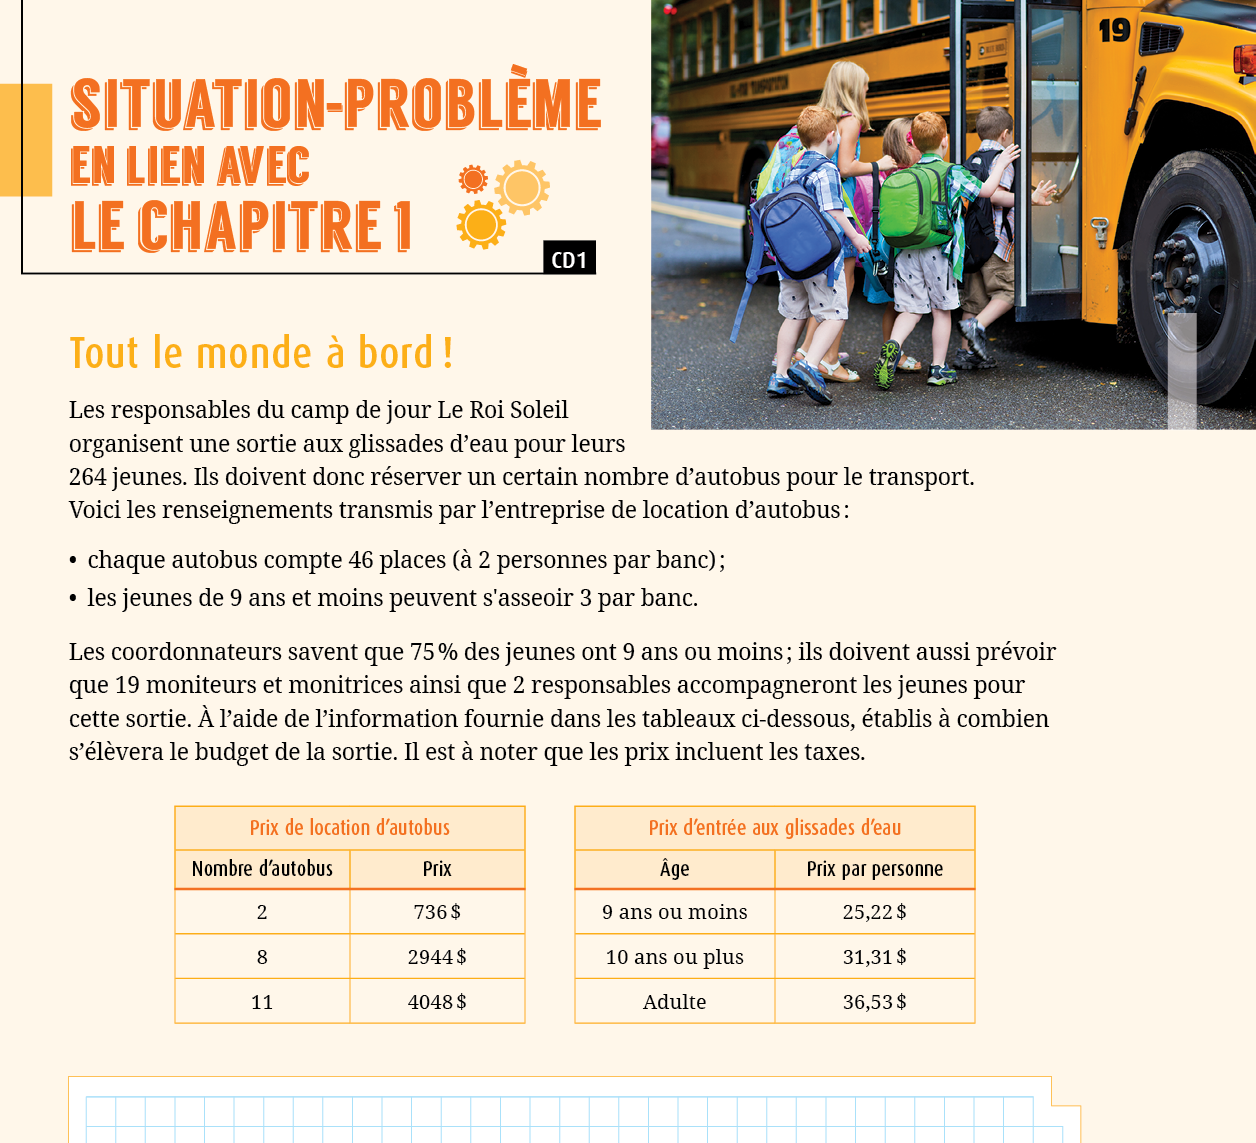 SITUATION-PROBLÈME
EN LIEN AVEC
LE CHAPITRE 1
CD1
19
Tout le monde à bord !
Les responsables du camp de jour Le Roi Soleil
organisent une sortie aux glissades d’eau pour leurs
264 jeunes. Ils doivent donc réserver un certain nombre d’autobus pour le transport.
Voici les renseignements transmis par l’entreprise de location d’autobus :
• chaque autobus compte 46 places (à 2 personnes par banc) ;
• les jeunes de 9 ans et moins peuvent s'asseoir 3 par banc.
Les coordonnateurs savent que 75 % des jeunes ont 9 ans ou moins ; ils doivent aussi prévoir
que 19 moniteurs et monitrices ainsi que 2 responsables accompagneront les jeunes pour
cette sortie. À l’aide de l’information fournie dans les tableaux ci-dessous, établis à combien
s’élèvera le budget de la sortie. Il est à noter que les prix incluent les taxes.
Prix de location d’autobus
Nombre d’autobus Prix
2 736 $
8 2944 $
11 4048 $
Prix d’entrée aux glissades d’eau
Âge Prix par personne
9 ans ou moins 25,22 $
10 ans ou plus 31,31 $
Adulte 36,53 $